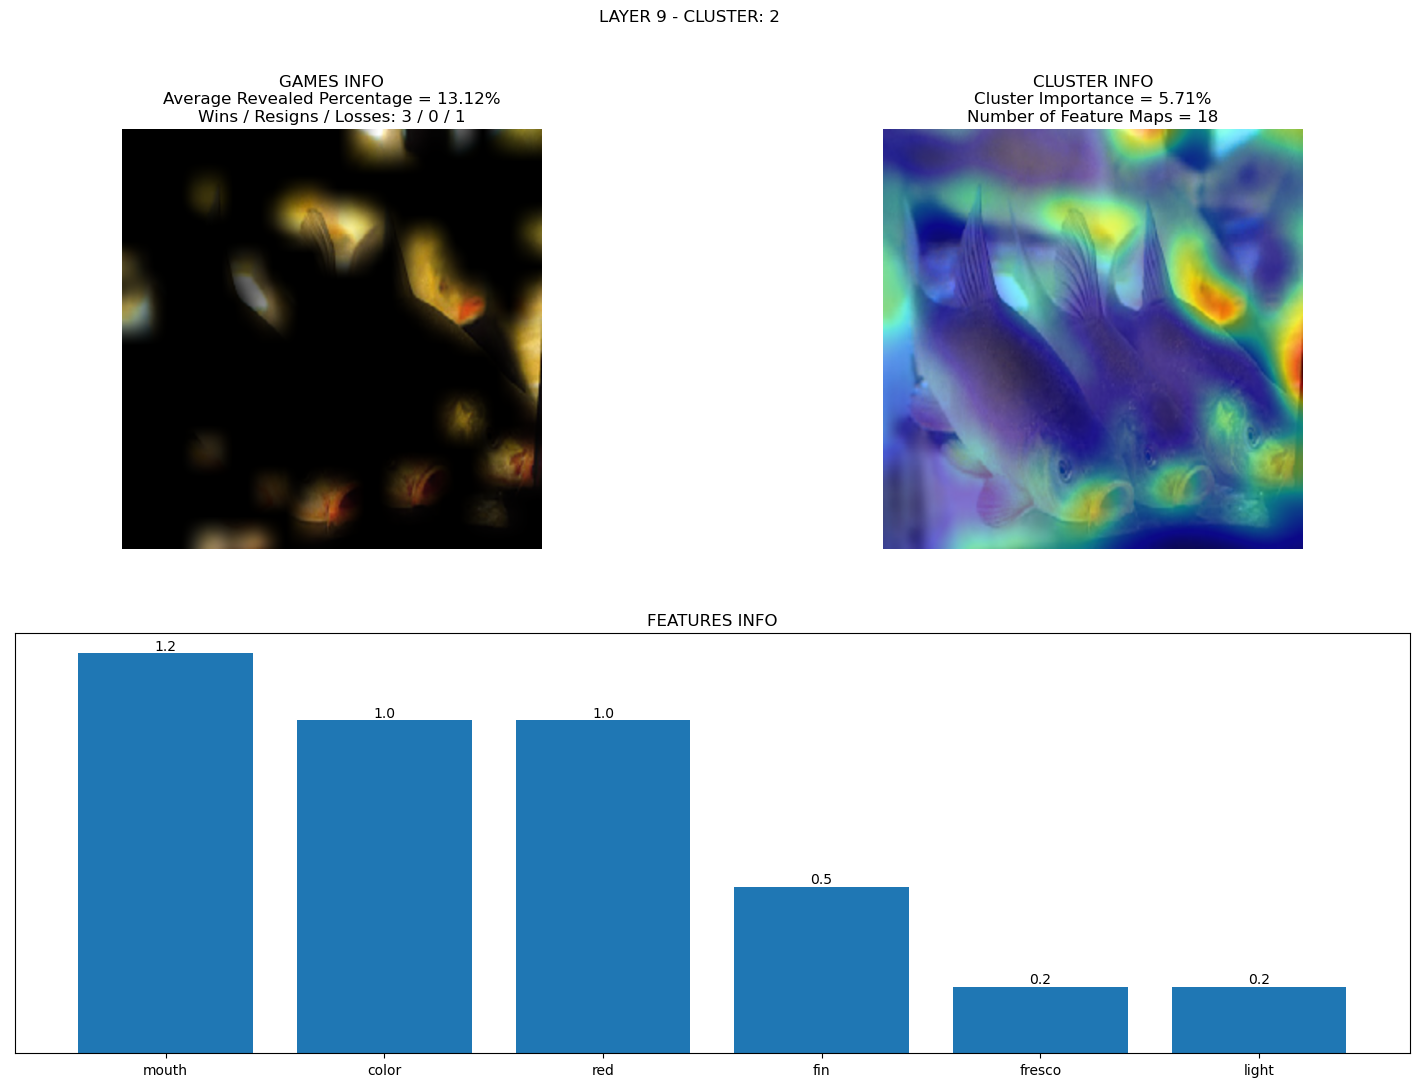 LAYER 9 - CLUSTER: 2
GAMES INFO
Average Revealed Percentage = 13.12%
Wins / Resigns / Losses: 3 / 0 / 1
CLUSTER INFO
Cluster Importance = 5.71%
Number of Feature Maps = 18
FEATURES INFO
1.2
1.0
1.0
0.5
0.2
0.2
mouth
color
red
fin
fresco
light